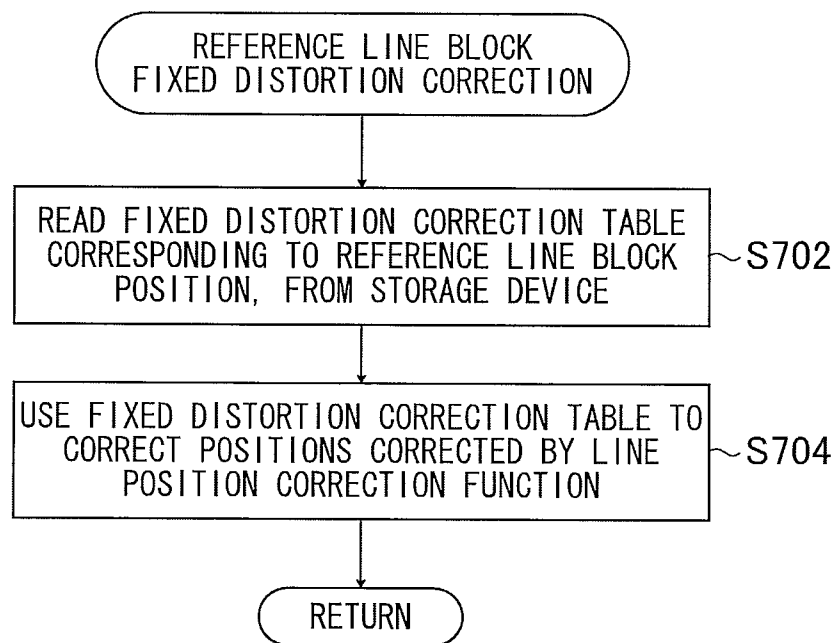 REFERENCE LINE BLOCK
FIXED DISTORTION CORRECTION
READ FIXED DISTORTION CORRECTION TABLE
CORRESPONDING TO REFERENCE LINE BLOCK
POSITION, FROM STORAGE DEVICE
S702
USE FIXED DISTORTION CORRECTION TABLE TO
CORRECT POSITIONS CORRECTED BY LINE
POSITION CORRECTION FUNCTION
S704
RETURN